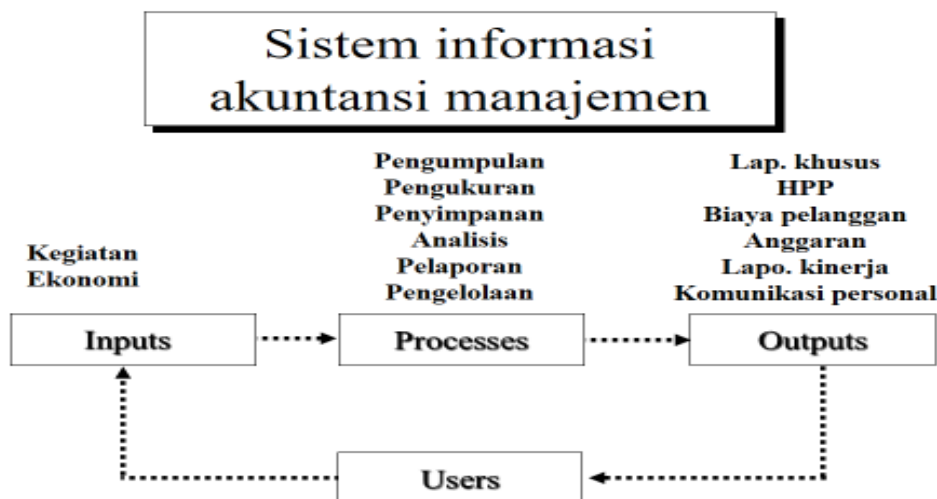 Sistem informasi
akuntansi manajemen
Kegiatan
Ekonomi
Pengumpulan
Pengukuran
Penyimpanan
Analisis
Pelaporan
Pengelolaan
Lap. khusus
HPP
Biaya pelanggan
Anggaran
Lapo. kinerja
Komunikasi personal
Inputs
Processes
Outputs
Users